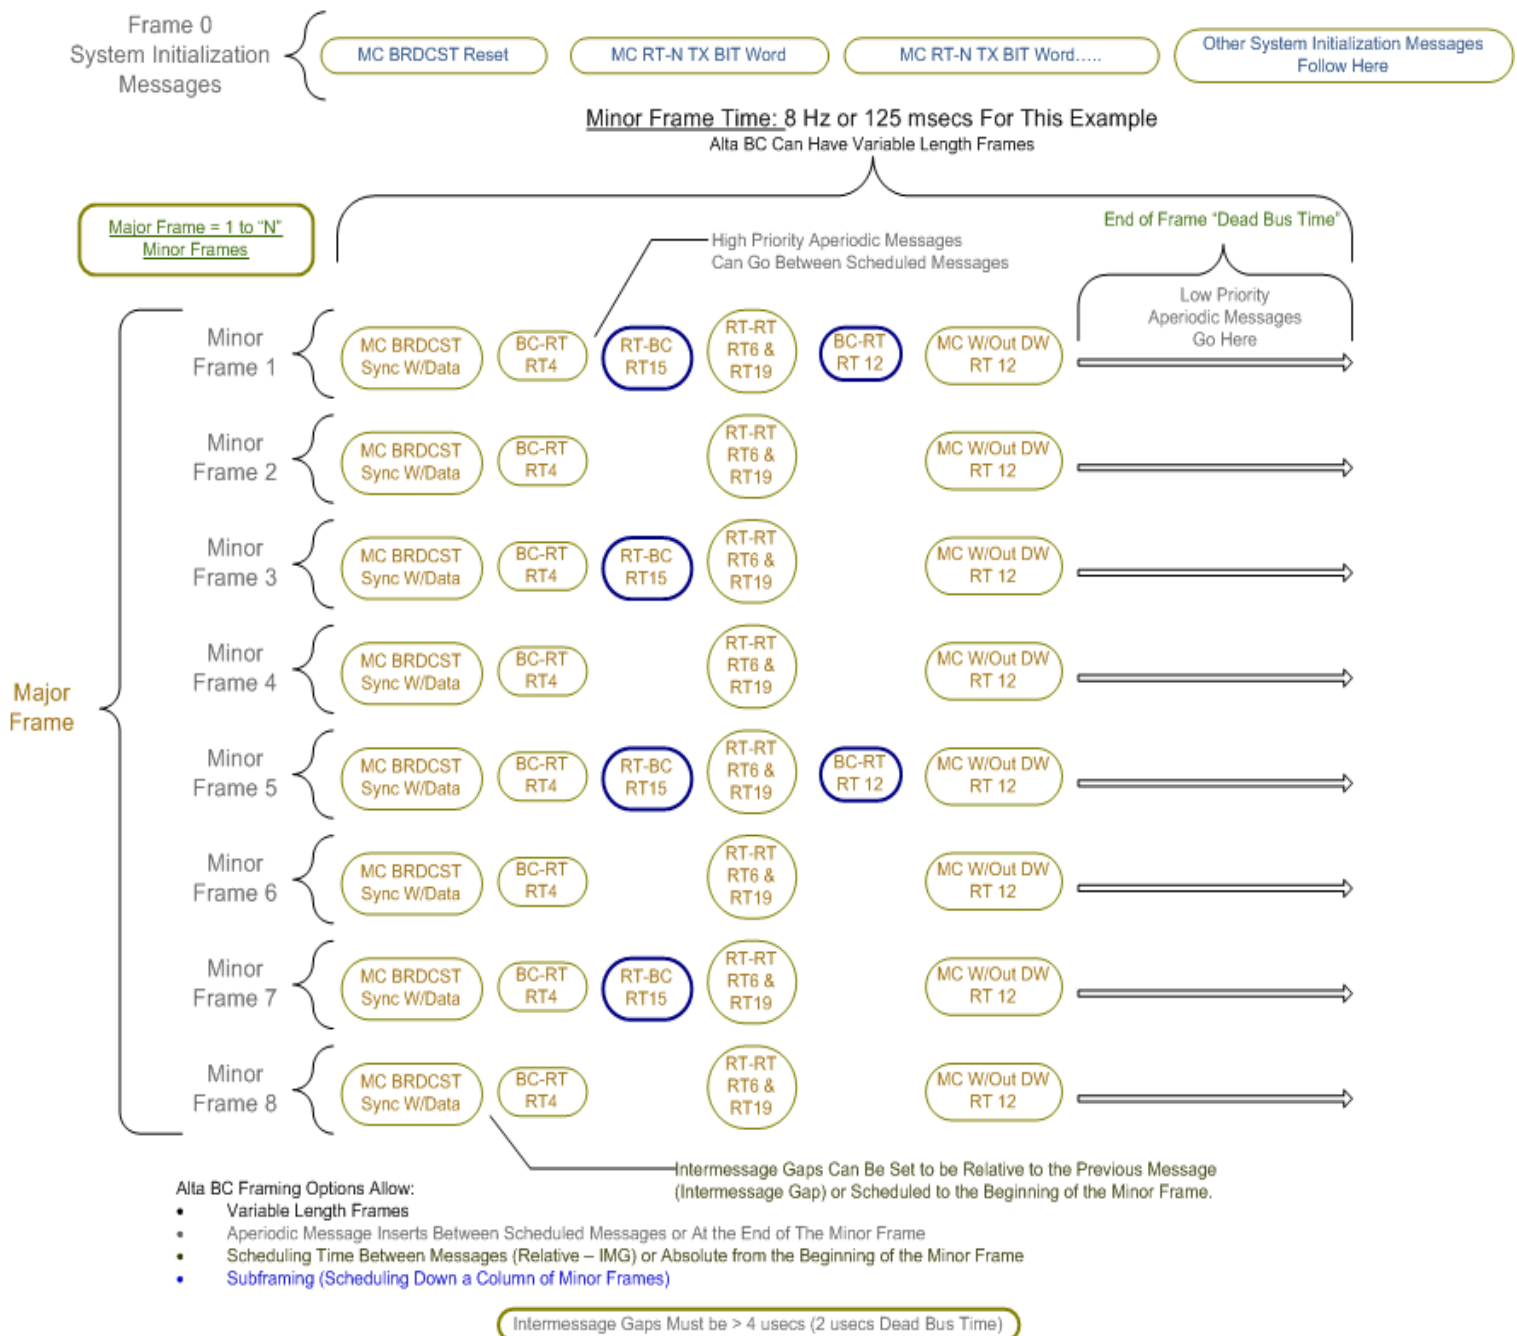 Frame 0
System Initialization
Messages
MC BRDCST Reset
MC RT-N TX BIT Word
MC RT-N TX BIT Word.....
Other System Initialization Messages
Follow Here
Minor Frame Time: 8 Hz or 125 msecs For This Example
Alta BC Can Have Variable Length Frames
Major Frame = 1 to “N”
Minor Frames
High Priority Aperiodic Messages
Can Go Between Scheduled Messages
End of Frame “Dead Bus Time”
Low Priority
Aperiodic Messages
Go Here
Major
Frame
Minor
Frame 1
MC BRDCST
Sync W/Data
BC-RT
RT4
RT-BC
RT15
RT-RT
RT6 &
RT19
BC-RT
RT 12
MC W/Out DW
RT 12
Minor
Frame 2
MC BRDCST
Sync W/Data
BC-RT
RT4
RT-RT
RT6 &
RT19
MC W/Out DW
RT 12
Minor
Frame 3
MC BRDCST
Sync W/Data
BC-RT
RT4
RT-BC
RT15
RT-RT
RT6 &
RT19
MC W/Out DW
RT 12
Minor
Frame 4
MC BRDCST
Sync W/Data
BC-RT
RT4
RT-RT
RT6 &
RT19
MC W/Out DW
RT 12
Minor
Frame 5
MC BRDCST
Sync W/Data
BC-RT
RT4
RT-BC
RT15
RT-RT
RT6 &
RT19
BC-RT
RT 12
MC W/Out DW
RT 12
Minor
Frame 6
MC BRDCST
Sync W/Data
BC-RT
RT4
RT-RT
RT6 &
RT19
MC W/Out DW
RT 12
Minor
Frame 7
MC BRDCST
Sync W/Data
BC-RT
RT4
RT-BC
RT15
RT-RT
RT6 &
RT19
MC W/Out DW
RT 12
Minor
Frame 8
MC BRDCST
Sync W/Data
BC-RT
RT4
RT-RT
RT6 &
RT19
MC W/Out DW
RT 12
Intermessage Gaps Can Be Set to be Relative to the Previous Message
(Intermessage Gap) or Scheduled to the Beginning of the Minor Frame.
Alta BC Framing Options Allow:
• Variable Length Frames
• Aperiodic Message Inserts Between Scheduled Messages or At the End of The Minor Frame
• Scheduling Time Between Messages (Relative – IMG) or Absolute from the Beginning of the Minor Frame
• Subframing (Scheduling Down a Column of Minor Frames)
Intermessage Gaps Must be > 4 usecs (2 usecs Dead Bus Time)